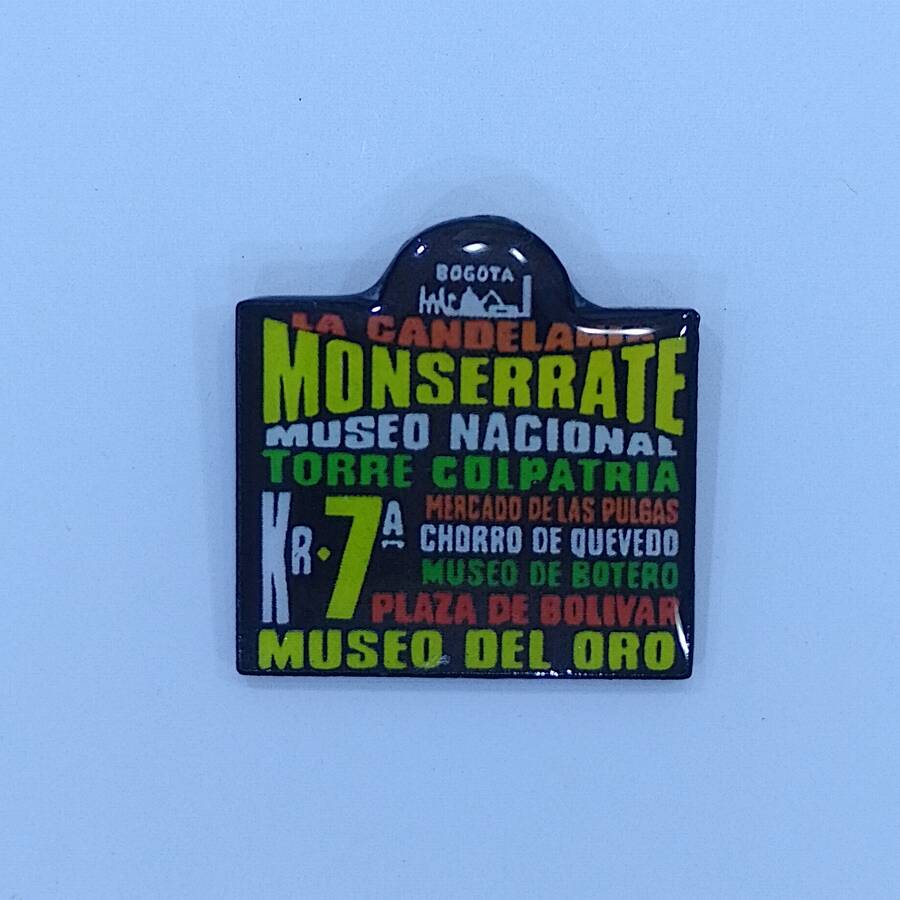 BOGOTA
LA CANDELARIA
MONSERRATE
MUSEO NACIONAL
TORRE COLPATRIA
KR·7A
MERCADO DE LAS PULGAS
CHORRO DE QUEVEDO
MUSEO DE BOTERO
PLAZA DE BOLIVAR
MUSEO DEL ORO